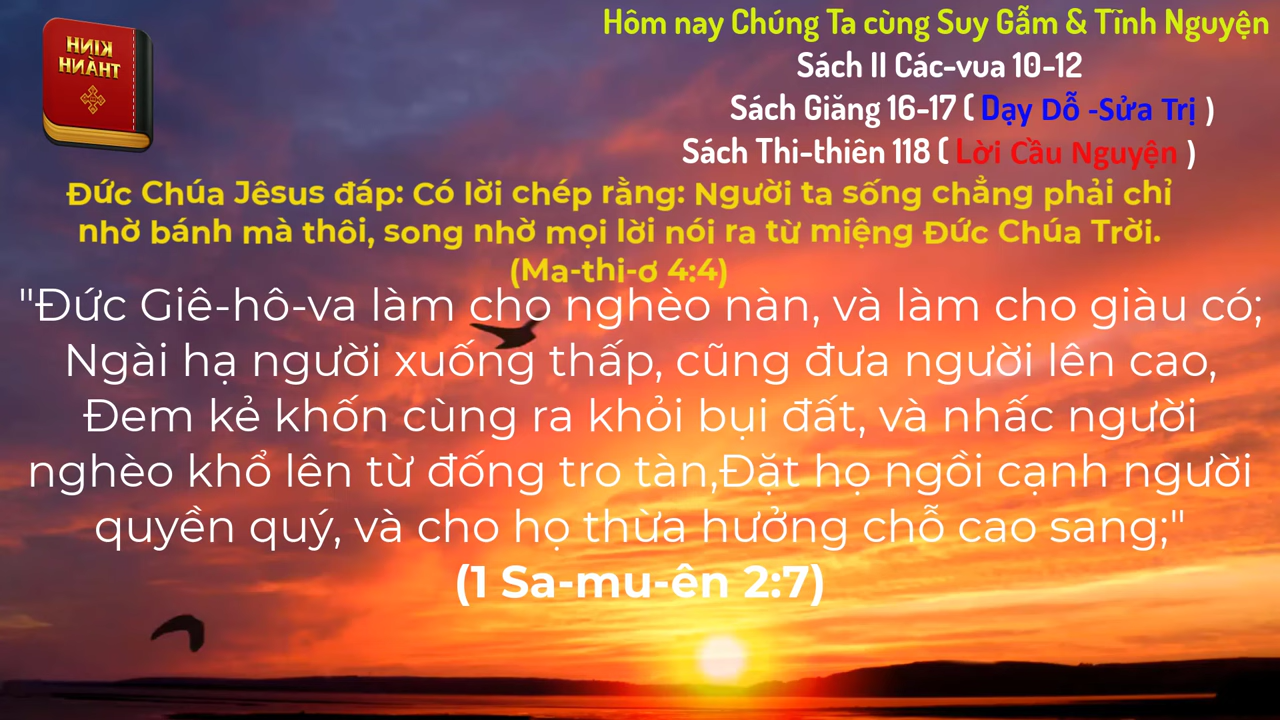 KINH
THÁNH
Hôm nay Chúng Ta cùng Suy Gẫm & Tĩnh Nguyện
Sách II Các-vua 10-12
Sách Giăng 16-17 ( Dạy Dỗ -Sửa Trị )
Sách Thi-thiên 118 ( Lời Cầu Nguyện )
Đức Chúa Jêsus đáp: Có lời chép rằng: Người ta sống chẳng phải chỉ
nhờ bánh mà thôi, song nhờ mọi lời nói ra từ miệng Đức Chúa Trời.
(Ma-thi-ơ 4:4)
"Đức Giê-hô-va làm cho nghèo nàn, và làm cho giàu có;
Ngài hạ người xuống thấp, cũng đưa người lên cao,
Đem kẻ khốn cùng ra khỏi bụi đất, và nhấc người
nghèo khổ lên từ đống tro tàn,Đặt họ ngồi cạnh người
quyền quý, và cho họ thừa hưởng chỗ cao sang;"
(1 Sa-mu-ên 2:7)